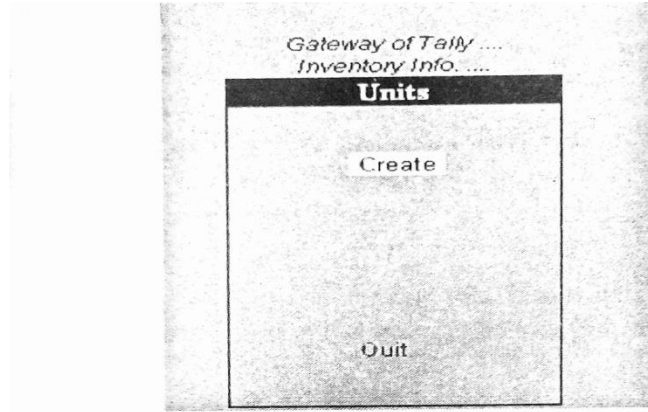 Gateway of Tally ....
Inventory Info. ....
Units
Create
Quit